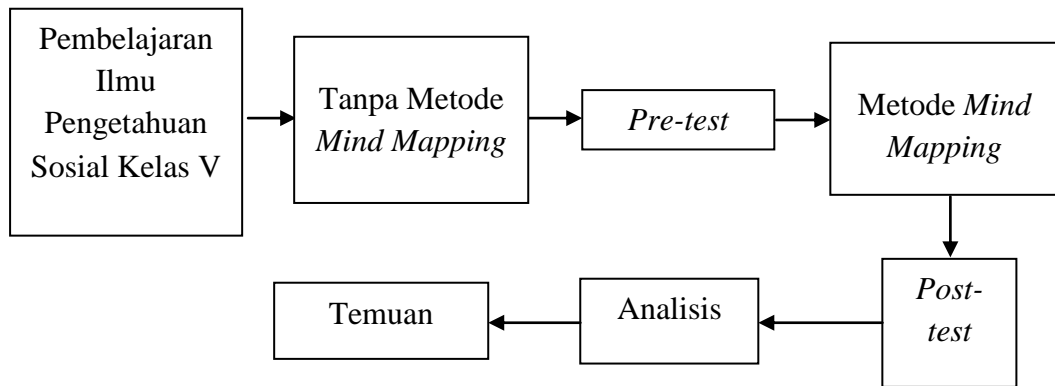 Pembelajaran
Ilmu
Pengetahuan
Sosial Kelas V
Tanpa Metode
Mind Mapping
Pre-test
Metode Mind
Mapping
Post-
test
Analisis
Temuan